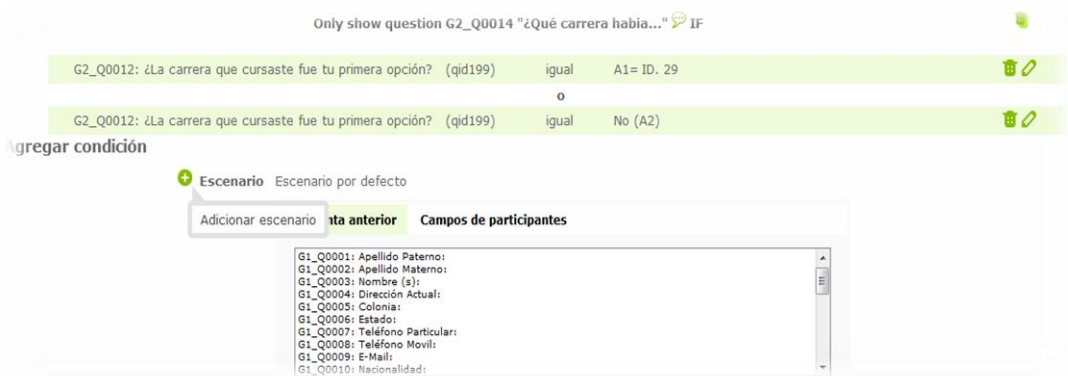 Only show question G2_Q0014 "¿Qué carrera habia..." IF
G2_Q0012: ¿La carrera que cursaste fue tu primera opción? (qid199) igual A1= ID. 29
o
G2_Q0012: ¿La carrera que cursaste fue tu primera opción? (qid199) igual No (A2)
Agregar condición
Escenario Escenario por defecto
Adicionar escenario nta anterior Campos de participantes
G1_Q0001: Apellido Paterno:
G1_Q0002: Apellido Materno:
G1_Q0003: Nombre (s):
G1_Q0004: Dirección Actual:
G1_Q0005: Colonia:
G1_Q0006: Estado:
G1_Q0007: Teléfono Particular:
G1_Q0008: Teléfono Movil:
G1_Q0009: E-Mail:
G1_Q0010: Nacionalidad: